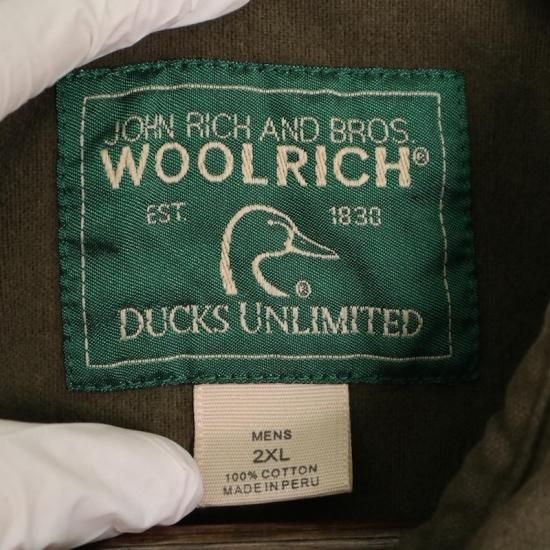 JOHN RICH AND BROS.
WOOLRICH®
EST. 1830
®
DUCKS UNLIMITED
MENS
2XL
100% COTTON
MADE IN PERU